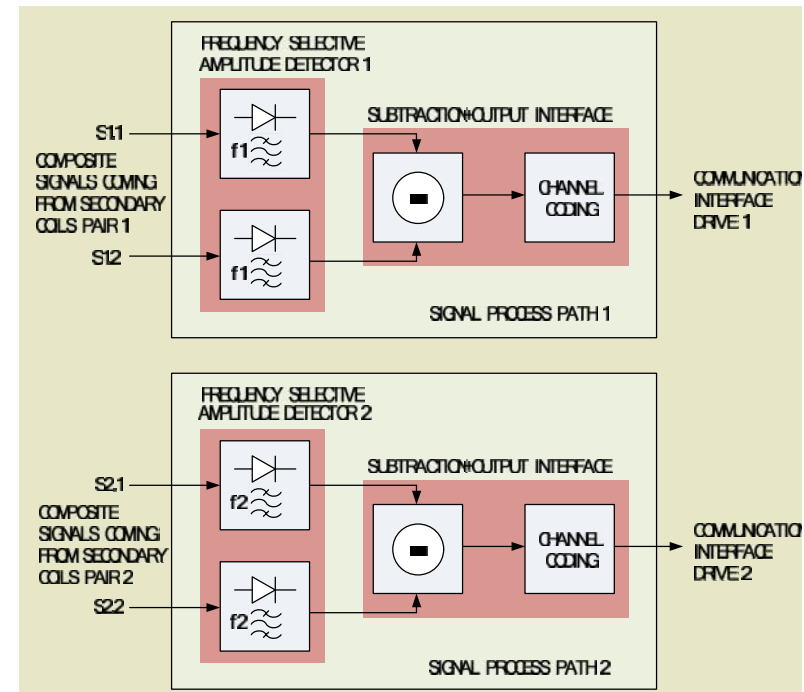 FREQUENCY SELECTIVE
AMPLITUDE DETECTOR 1
SUBTRACTION+OUTPUT INTERFACE
S1.1
f1
COMPOSITE
SIGNALS COMING
FROM SECONDARY
COILS PAIR 1
CHANNEL
CODING
COMMUNICATION
INTERFACE
DRIVE 1
S1.2
f1
SIGNAL PROCESS PATH 1
FREQUENCY SELECTIVE
AMPLITUDE DETECTOR 2
SUBTRACTION+OUTPUT INTERFACE
S2.1
f2
COMPOSITE
SIGNALS COMING
FROM SECONDARY
COILS PAIR 2
CHANNEL
CODING
COMMUNICATION
INTERFACE
DRIVE 2
S2.2
f2
SIGNAL PROCESS PATH 2